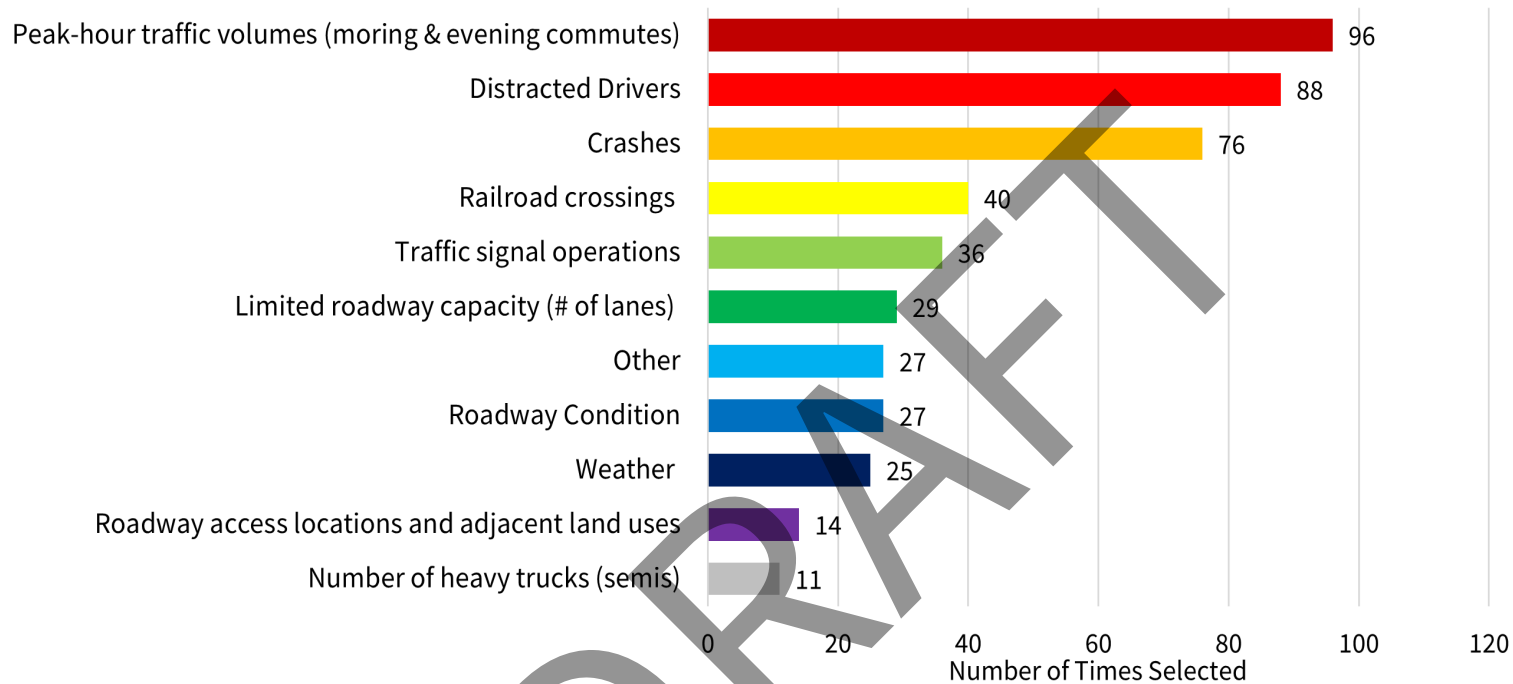 Peak-hour traffic volumes (moring & evening commutes) 96
Distracted Drivers 88
Crashes 76
Railroad crossings 40
Traffic signal operations 36
Limited roadway capacity (# of lanes) 29
Other 27
Roadway Condition 27
Weather 25
Roadway access locations and adjacent land uses 14
Number of heavy trucks (semis) 11
0 20 40 60 80 100 120
Number of Times Selected
DRAFT